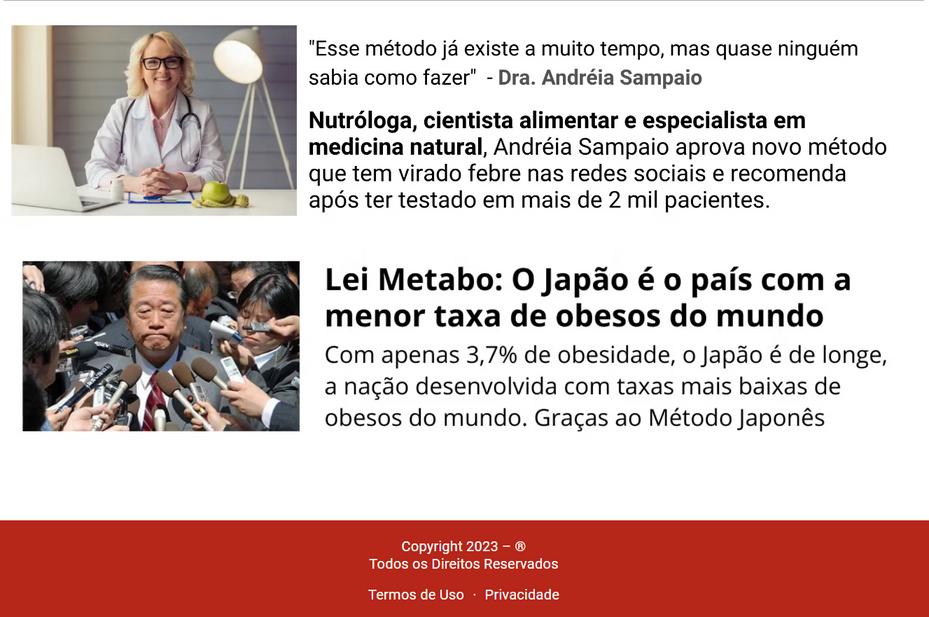 "Esse método já existe a muito tempo, mas quase ninguém
sabia como fazer" - Dra. Andréia Sampaio
Nutróloga, cientista alimentar e especialista em
medicina natural, Andréia Sampaio aprova novo método
que tem virado febre nas redes sociais e recomenda
após ter testado em mais de 2 mil pacientes.
Lei Metabo: O Japão é o país com a
menor taxa de obesos do mundo
Com apenas 3,7% de obesidade, o Japão é de longe,
a nação desenvolvida com taxas mais baixas de
obesos do mundo. Graças ao Método Japonês
Copyright 2023 – ®
Todos os Direitos Reservados
Termos de Uso · Privacidade